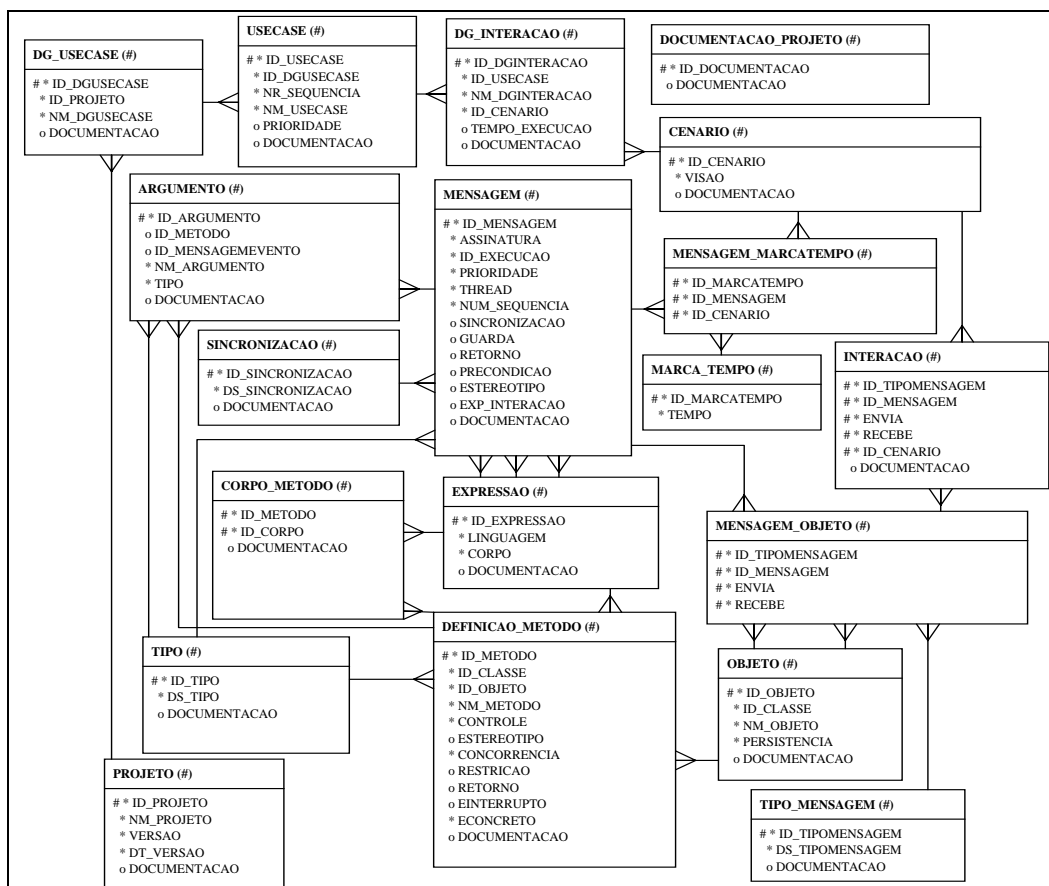 DG_USECASE (#)
# * ID_DGUSECASE
* ID_PROJETO
* NM_DGUSECASE
o DOCUMENTACAO
USECASE (#)
# * ID_USECASE
* ID_DGUSECASE
* NR_SEQUENCIA
* NM_USECASE
o PRIORIDADE
o DOCUMENTACAO
DG_INTERACAO (#)
# * ID_DGINTERACAO
* ID_USECASE
* NM_DGINTERACAO
* ID_CENARIO
o TEMPO_EXECUCAO
o DOCUMENTACAO
DOCUMENTACAO_PROJETO (#)
# * ID_DOCUMENTACAO
o DOCUMENTACAO
CENARIO (#)
# * ID_CENARIO
* VISAO
o DOCUMENTACAO
ARGUMENTO (#)
# * ID_ARGUMENTO
o ID_METODO
o ID_MENSAGEMEVENTO
* NM_ARGUMENTO
* TIPO
o DOCUMENTACAO
MENSAGEM (#)
# * ID_MENSAGEM
* ASSINATURA
* ID_EXECUCAO
* PRIORIDADE
* THREAD
* NUM_SEQUENCIA
o SINCRONIZACAO
o GUARDA
o RETORNO
o PRECONDICAO
o ESTEREOTIPO
o EXP_INTERACAO
o DOCUMENTACAO
MENSAGEM_MARCATEMPO (#)
# * ID_MARCATEMPO
# * ID_MENSAGEM
# * ID_CENARIO
SINCRONIZACAO (#)
# * ID_SINCRONIZACAO
* DS_SINCRONIZACAO
o DOCUMENTACAO
MARCA_TEMPO (#)
# * ID_MARCATEMPO
* TEMPO
INTERACAO (#)
# * ID_TIPOMENSAGEM
# * ID_MENSAGEM
# * ENVIA
# * RECEBE
# * ID_CENARIO
o DOCUMENTACAO
CORPO_METODO (#)
# * ID_METODO
# * ID_CORPO
o DOCUMENTACAO
EXPRESSAO (#)
# * ID_EXPRESSAO
* LINGUAGEM
* CORPO
o DOCUMENTACAO
MENSAGEM_OBJETO (#)
# * ID_TIPOMENSAGEM
# * ID_MENSAGEM
# * ENVIA
# * RECEBE
TIPO (#)
# * ID_TIPO
* DS_TIPO
o DOCUMENTACAO
DEFINICAO_METODO (#)
# * ID_METODO
* ID_CLASSE
* ID_OBJETO
* NM_METODO
* CONTROLE
o ESTEREOTIPO
* CONCORRENCIA
o RESTRICAO
o RETORNO
o EINTERRUPTO
* ECONCRETO
o DOCUMENTACAO
OBJETO (#)
# * ID_OBJETO
* ID_CLASSE
* NM_OBJETO
* PERSISTENCIA
o DOCUMENTACAO
PROJETO (#)
# * ID_PROJETO
* NM_PROJETO
* VERSAO
* DT_VERSAO
o DOCUMENTACAO
TIPO_MENSAGEM (#)
# * ID_TIPOMENSAGEM
* DS_TIPOMENSAGEM
o DOCUMENTACAO